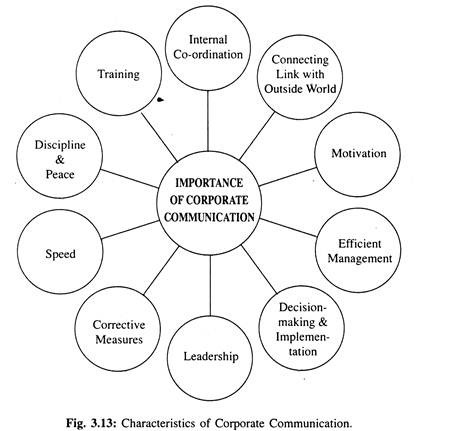 Internal
Co-ordination
Connecting
Link with
Outside World
Motivation
Efficient
Management
Decision-
making &
Implemen-
tation
Leadership
Corrective
Measures
Speed
Discipline
&
Peace
Training
IMPORTANCE
OF CORPORATE
COMMUNICATION
Fig. 3.13: Characteristics of Corporate Communication.